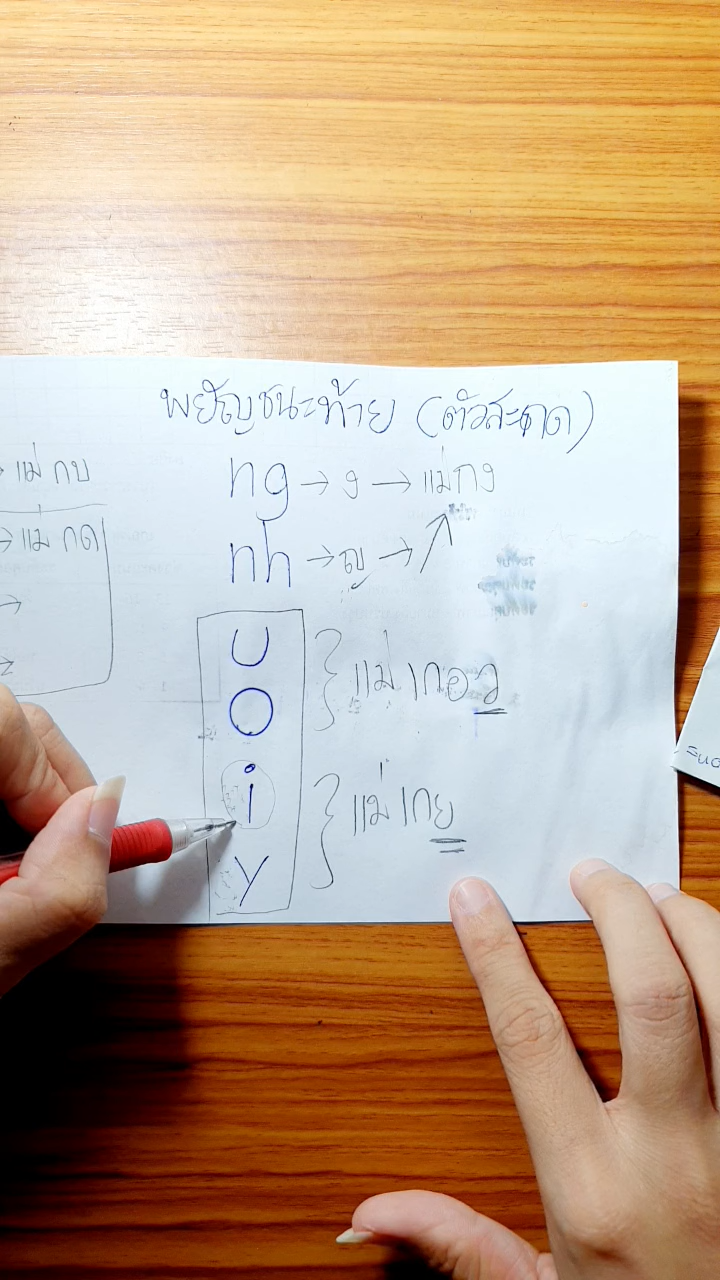 พยัญชนะท้าย (ตัวสะกด)
→ แม่ กบ
ng → ง → แม่กง
→ แม่ กด
nh → ญ →
→
u
o } แม่ เกอว
i
y } แม่ เกย